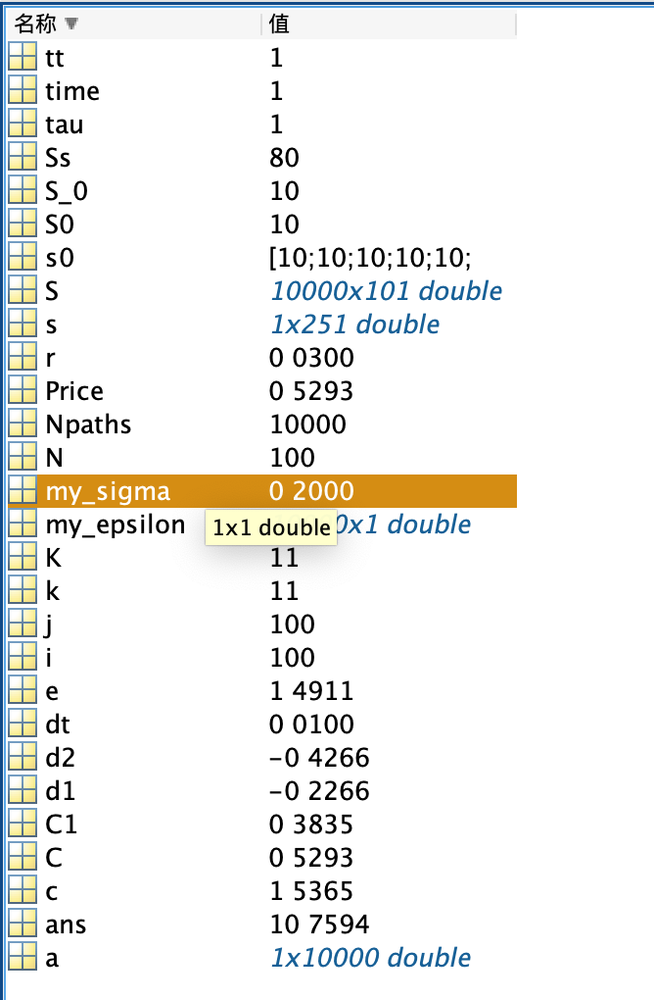 名称 值
tt 1
time 1
tau 1
Ss 80
S_0 10
S0 10
s0 [10;10;10;10;10;
S 10000x101 double
s 1x251 double
r 0 0300
Price 0 5293
Npaths 10000
N 100
my_sigma 0 2000
my_epsilon 0x1 double
1x1 double
K 11
k 11
j 100
i 100
e 1 4911
dt 0 0100
d2 -0 4266
d1 -0 2266
C1 0 3835
C 0 5293
c 1 5365
ans 10 7594
a 1x10000 double